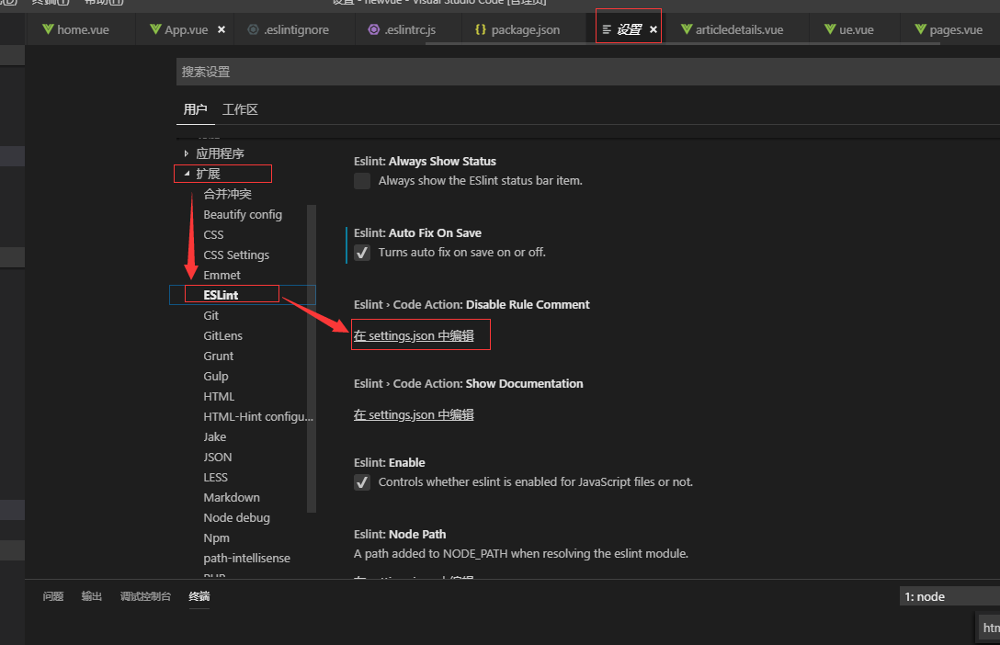 设置 - newvue - Visual Studio Code [管理员]
home.vue
App.vue
.eslintignore
.eslintrc.js
package.json
设置
articledetails.vue
ue.vue
pages.vue
搜索设置
用户 工作区
应用程序
扩展
合并冲突
Beautify config
CSS
CSS Settings
Emmet
ESLint
Git
GitLens
Grunt
Gulp
HTML
HTML-Hint configu...
Jake
JSON
LESS
Markdown
Node debug
Npm
path-intellisense
Eslint: Always Show Status
Always show the ESlint status bar item.
Eslint: Auto Fix On Save
Turns auto fix on save on or off.
Eslint › Code Action: Disable Rule Comment
在 settings.json 中编辑
Eslint › Code Action: Show Documentation
在 settings.json 中编辑
Eslint: Enable
Controls whether eslint is enabled for JavaScript files or not.
Eslint: Node Path
A path added to NODE_PATH when resolving the eslint module.
问题 输出 调试控制台 终端
1: node
htm